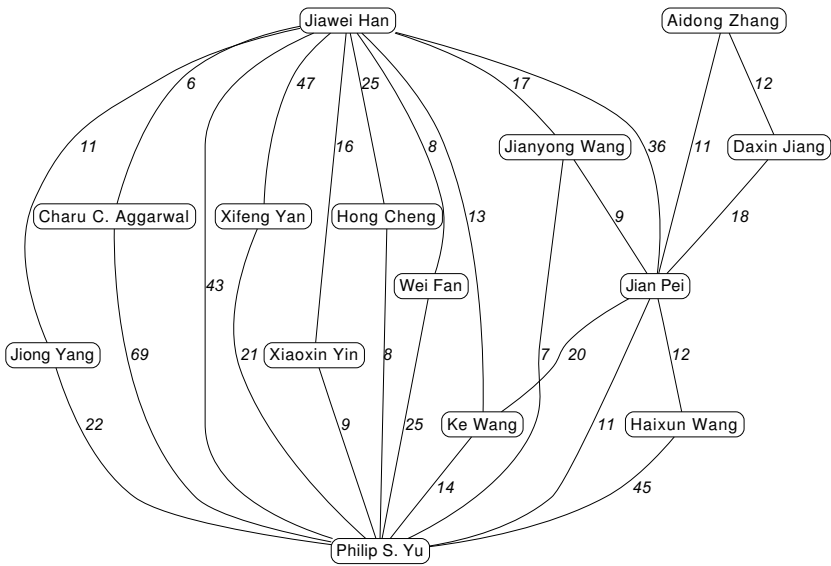 Jiawei Han
Aidong Zhang
6
47
25
17
12
11
16
8
Jianyong Wang
36
11
Daxin Jiang
Charu C. Aggarwal
Xifeng Yan
Hong Cheng
13
9
18
43
Wei Fan
Jian Pei
Jiong Yang
69
21
Xiaoxin Yin
8
7
20
12
22
9
25
Ke Wang
11
Haixun Wang
14
45
Philip S. Yu